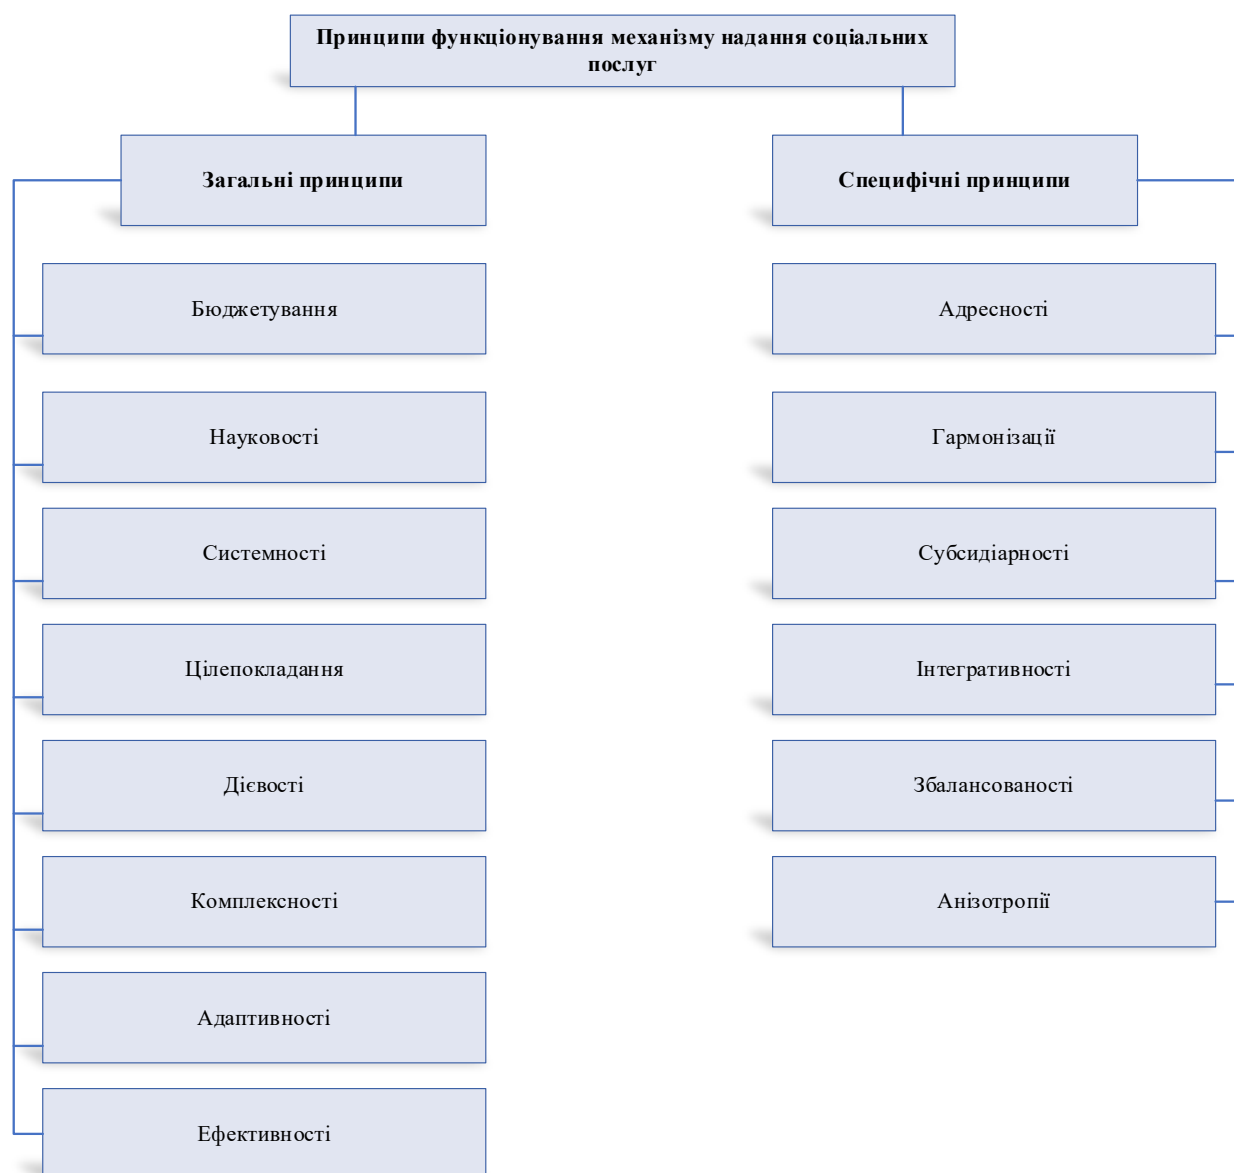 Принципи функціонування механізму надання соціальних
послуг
Загальні принципи
Бюджетування
Науковості
Системності
Цілепокладання
Дієвості
Комплексності
Адаптивності
Ефективності
Специфічні принципи
Адресності
Гармонізації
Субсидіарності
Інтегративності
Збалансованості
Анізотропії